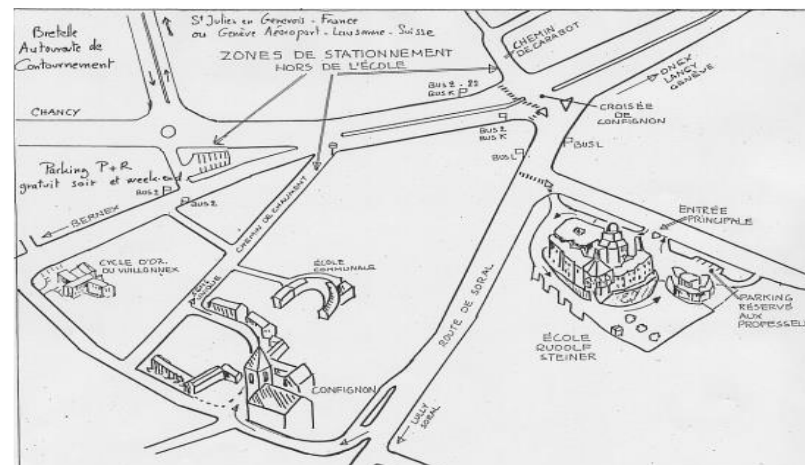 St Julien en Genevois - France
ou Genève Aéroport - Lausanne - Suisse
Bretelle
Autoroute de
Contournement
ZONES DE STATIONNEMENT
HORS DE L'ÉCOLE
CHEMIN
DE CARABOT
ONEX
LANCY
GENÈVE
BUS 2 - 22
BUS K
CHANCY
CROISÉE
DE
CONFIGNON
BUS 2
BUS K
BUS L
BUS L
Parking P+R
gratuit soir et week-end
BUS 2
BUS 2
BERNEX
CHEMIN DE CHAUMONT
ENTRÉE
PRINCIPALE
CYCLE D'OR.
DU VUILLONNEX
ÉCOLE
COMMUNALE
ROUTE DE SORAL
PARKING
RÉSERVÉ
AUX
PROFESSEU
ÉCOLE
RUDOLF
STEINER
CONFIGNON
LULLY
SORAL